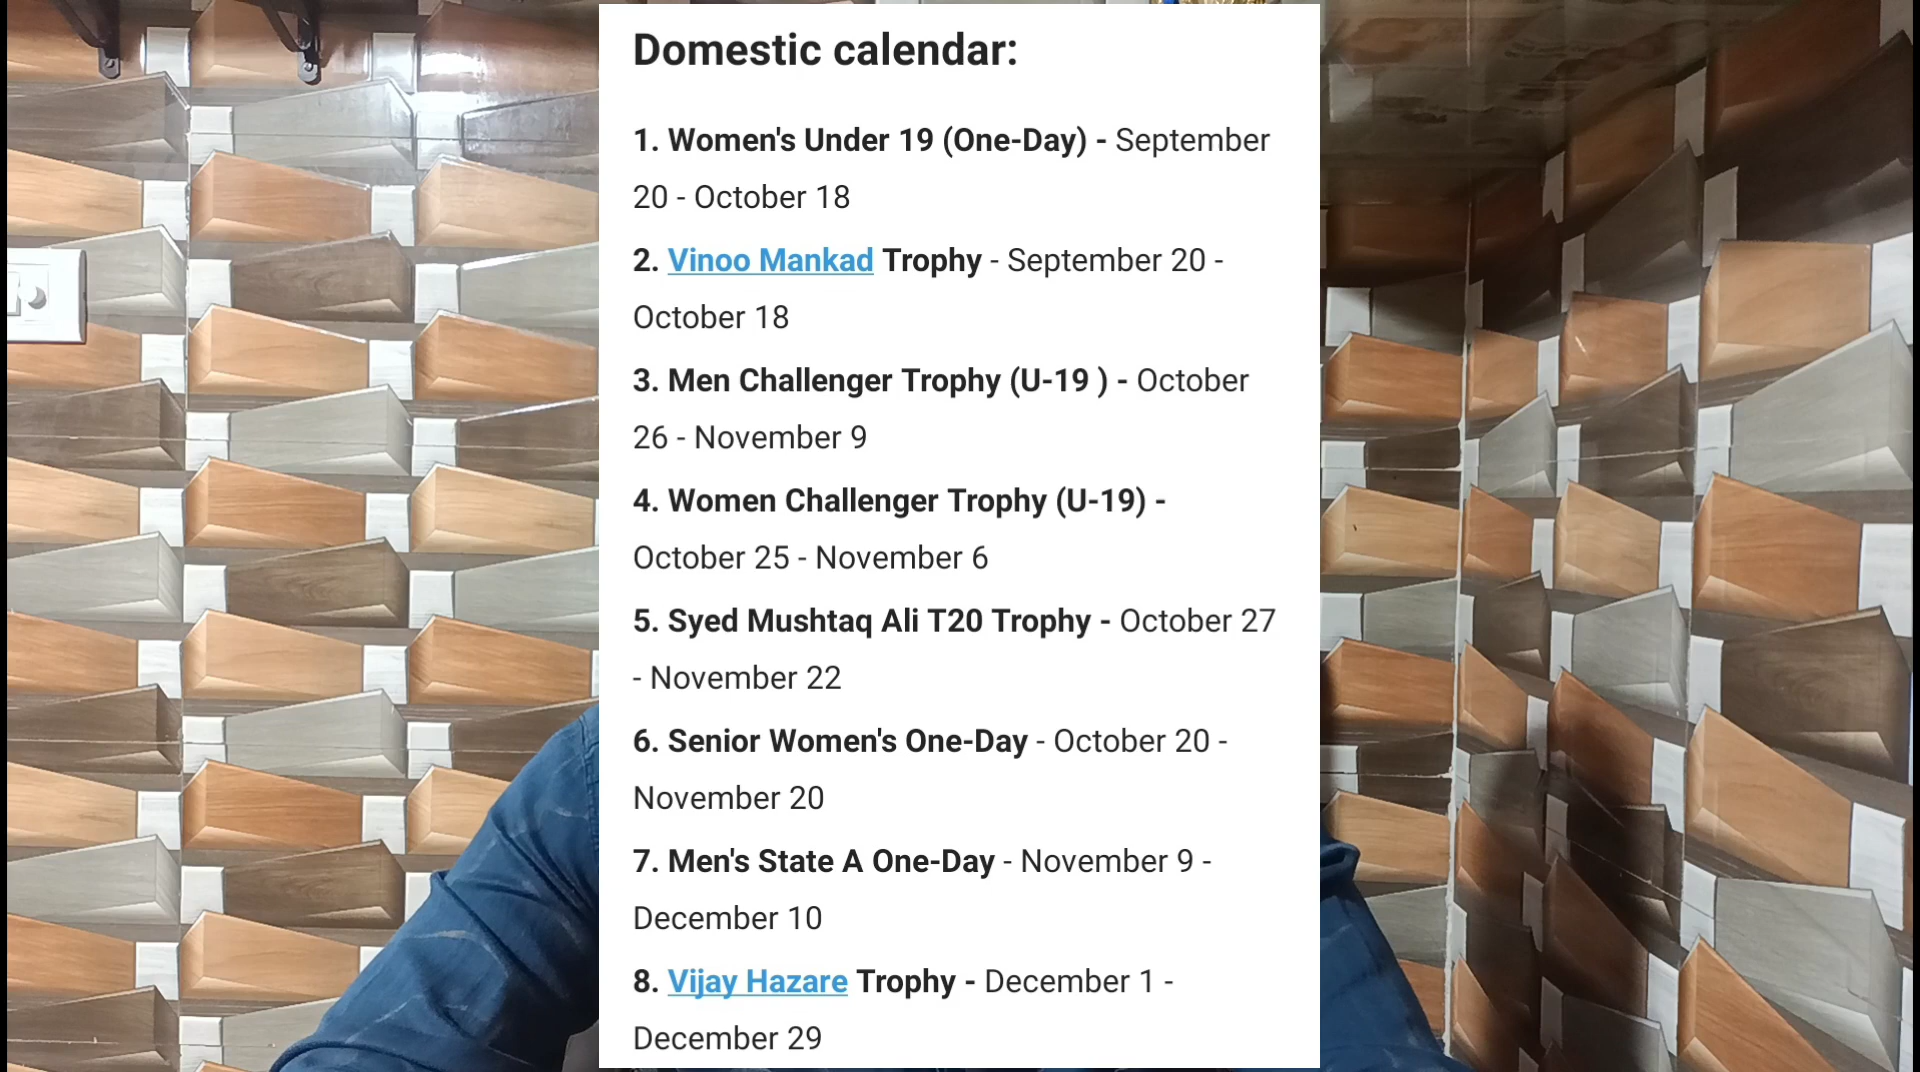 Domestic calendar:
1. Women's Under 19 (One-Day) - September
20 - October 18
2. Vinoo Mankad Trophy - September 20 -
October 18
3. Men Challenger Trophy (U-19 ) - October
26 - November 9
4. Women Challenger Trophy (U-19) -
October 25 - November 6
5. Syed Mushtaq Ali T20 Trophy - October 27
- November 22
6. Senior Women's One-Day - October 20 -
November 20
7. Men's State A One-Day - November 9 -
December 10
8. Vijay Hazare Trophy - December 1 -
December 29